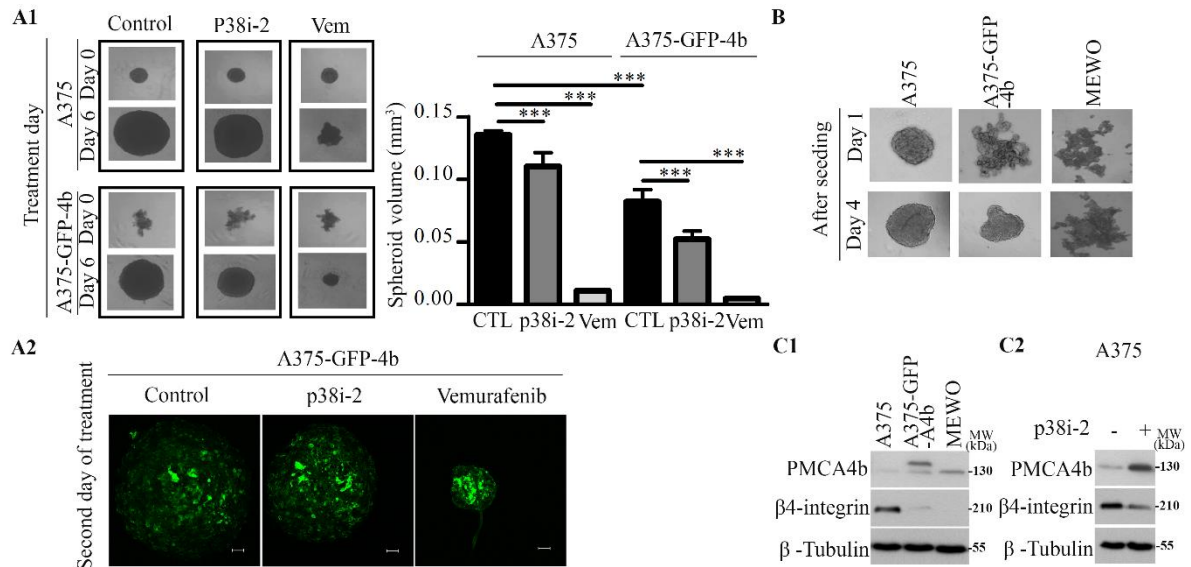 A1
Control P38i-2 Vem
Treatment day
A375
Day 0
Day 6
A375-GFP-4b
Day 0
Day 6
A375 A375-GFP-4b
***
***
***
***
***
Spheroid volume (mm³)
0.15
0.10
0.05
0.00
CTL p38i-2 Vem CTL p38i-2 Vem
B
A375
A375-GFP
-4b
MEWO
After seeding
Day 1
Day 4
A2
A375-GFP-4b
Control p38i-2 Vemurafenib
Second day of treatment
C1
A375
A375-GFP
-A4b
MEWO
MW
(kDa)
PMCA4b -130
β4-integrin -210
β -Tubulin -55
C2
A375
p38i-2 - + MW
(kDa)
PMCA4b -130
β4-integrin -210
β -Tubulin -55